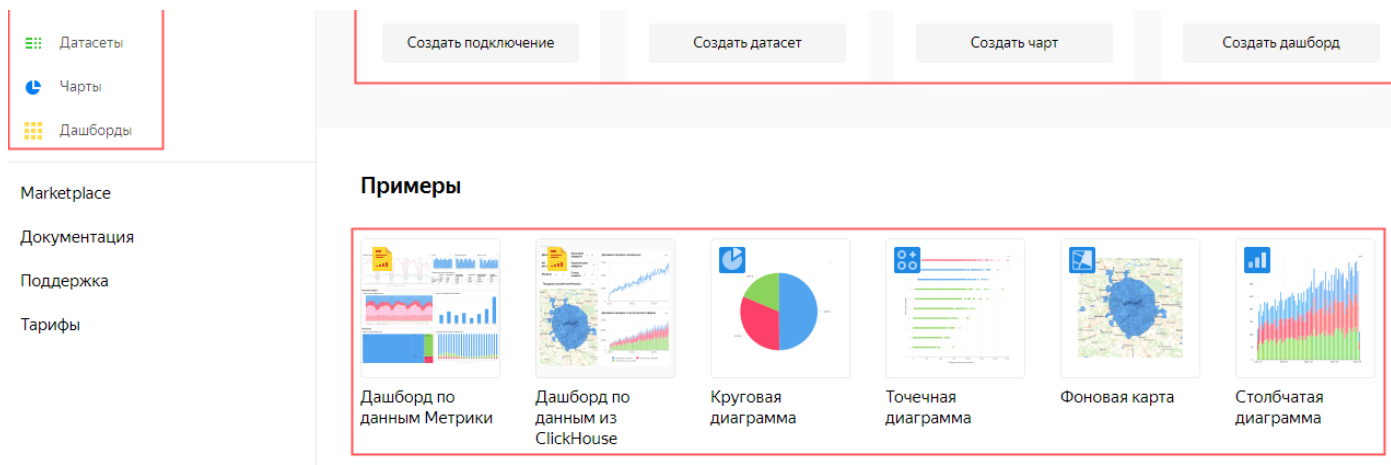 Датасеты
Чарты
Дашборды
Marketplace
Документация
Поддержка
Тарифы
Создать подключение
Создать датасет
Создать чарт
Создать дашборд
Примеры
Дашборд по
данным Метрики
Дашборд по
данным из
ClickHouse
Круговая
диаграмма
Точечная
диаграмма
Фоновая карта
Столбчатая
диаграмма